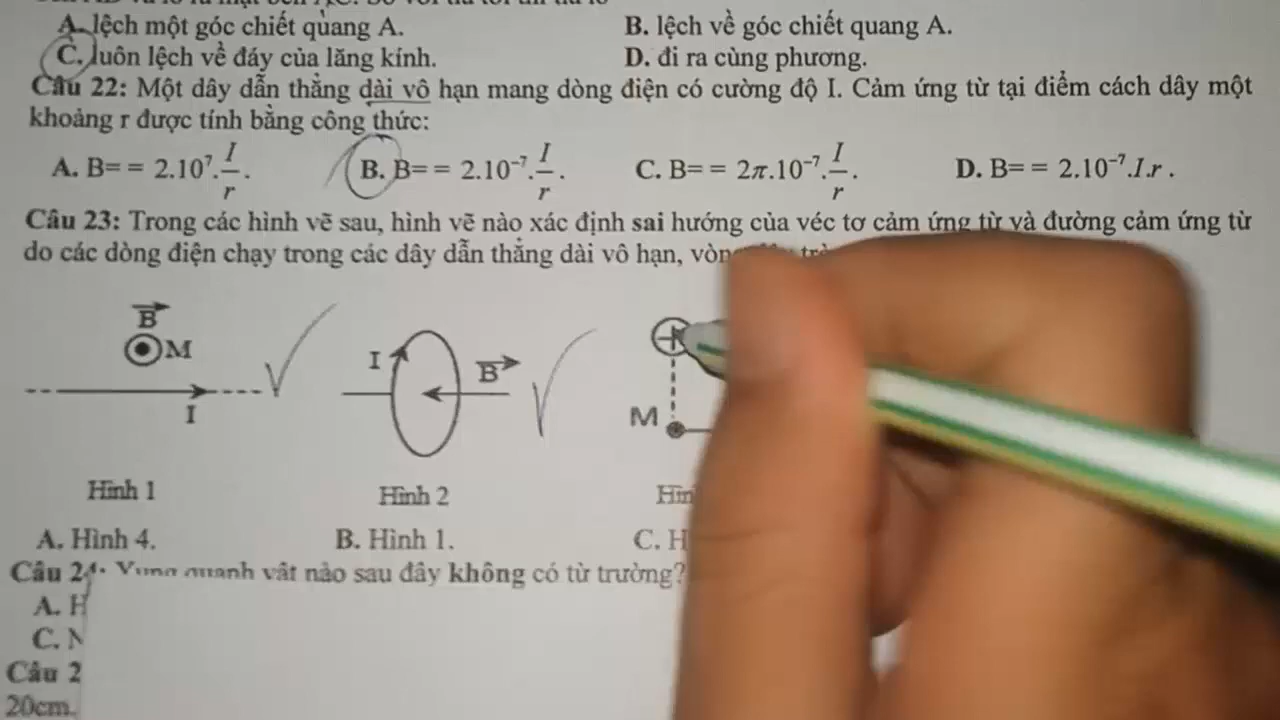 A. lệch một góc chiết quang A. B. lệch về góc chiết quang A.
C. luôn lệch về đáy của lăng kính. D. đi ra cùng phương.
Câu 22: Một dây dẫn thẳng dài vô hạn mang dòng điện có cường độ I. Cảm ứng từ tại điểm cách dây một
khoảng r được tính bằng công thức:
A. B= = 2.10⁷.I/r. B. B= = 2.10⁻⁷.I/r. C. B= = 2π.10⁻⁷.I/r. D. B= = 2.10⁻⁷.I.r.
Câu 23: Trong các hình vẽ sau, hình vẽ nào xác định sai hướng của véc tơ cảm ứng từ và đường cảm ứng từ
do các dòng điện chạy trong các dây dẫn thẳng dài vô hạn,
B
M
I
I
B
M
Hình 1 Hình 2
A. Hình 4. B. Hình 1. C. H
Câu 24: Vung quanh vật nào sau đây không có từ trường?
A. H
C. N
Câu 2
20cm.